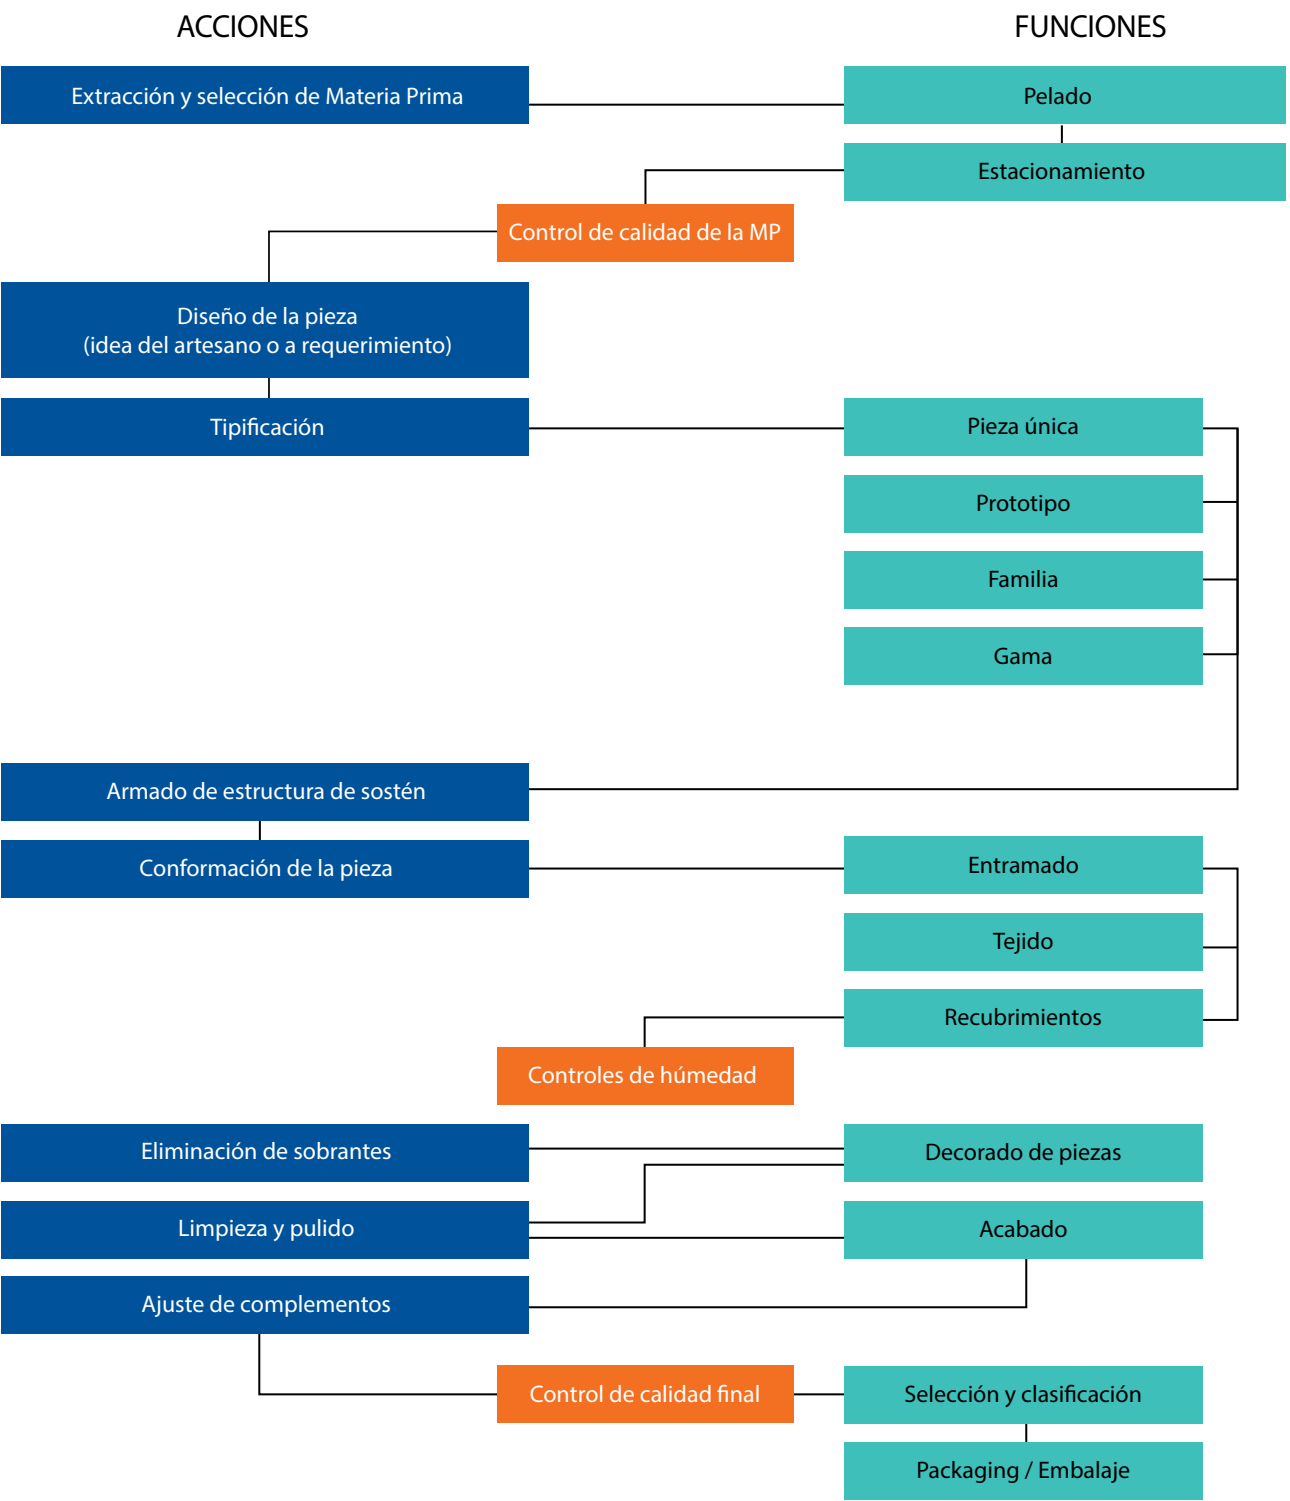 ACCIONES
FUNCIONES
Extracción y selección de Materia Prima
Pelado
Estacionamiento
Control de calidad de la MP
Diseño de la pieza
(idea del artesano o a requerimiento)
Tipificación
Pieza única
Prototipo
Familia
Gama
Armado de estructura de sostén
Conformación de la pieza
Entramado
Tejido
Recubrimientos
Controles de húmedad
Eliminación de sobrantes
Decorado de piezas
Limpieza y pulido
Acabado
Ajuste de complementos
Control de calidad final
Selección y clasificación
Packaging / Embalaje